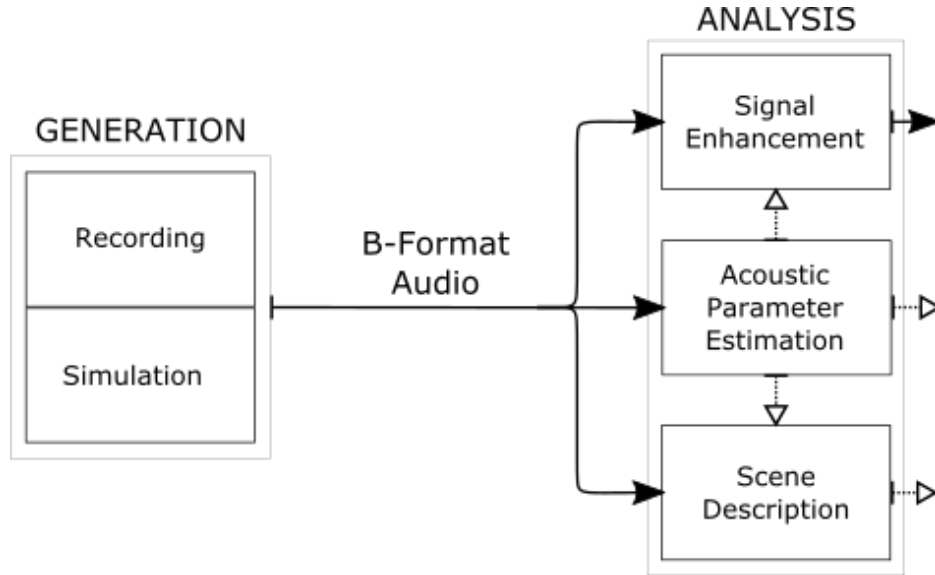 GENERATION
Recording
Simulation
B-Format
Audio
ANALYSIS
Signal
Enhancement
Acoustic
Parameter
Estimation
Scene
Description